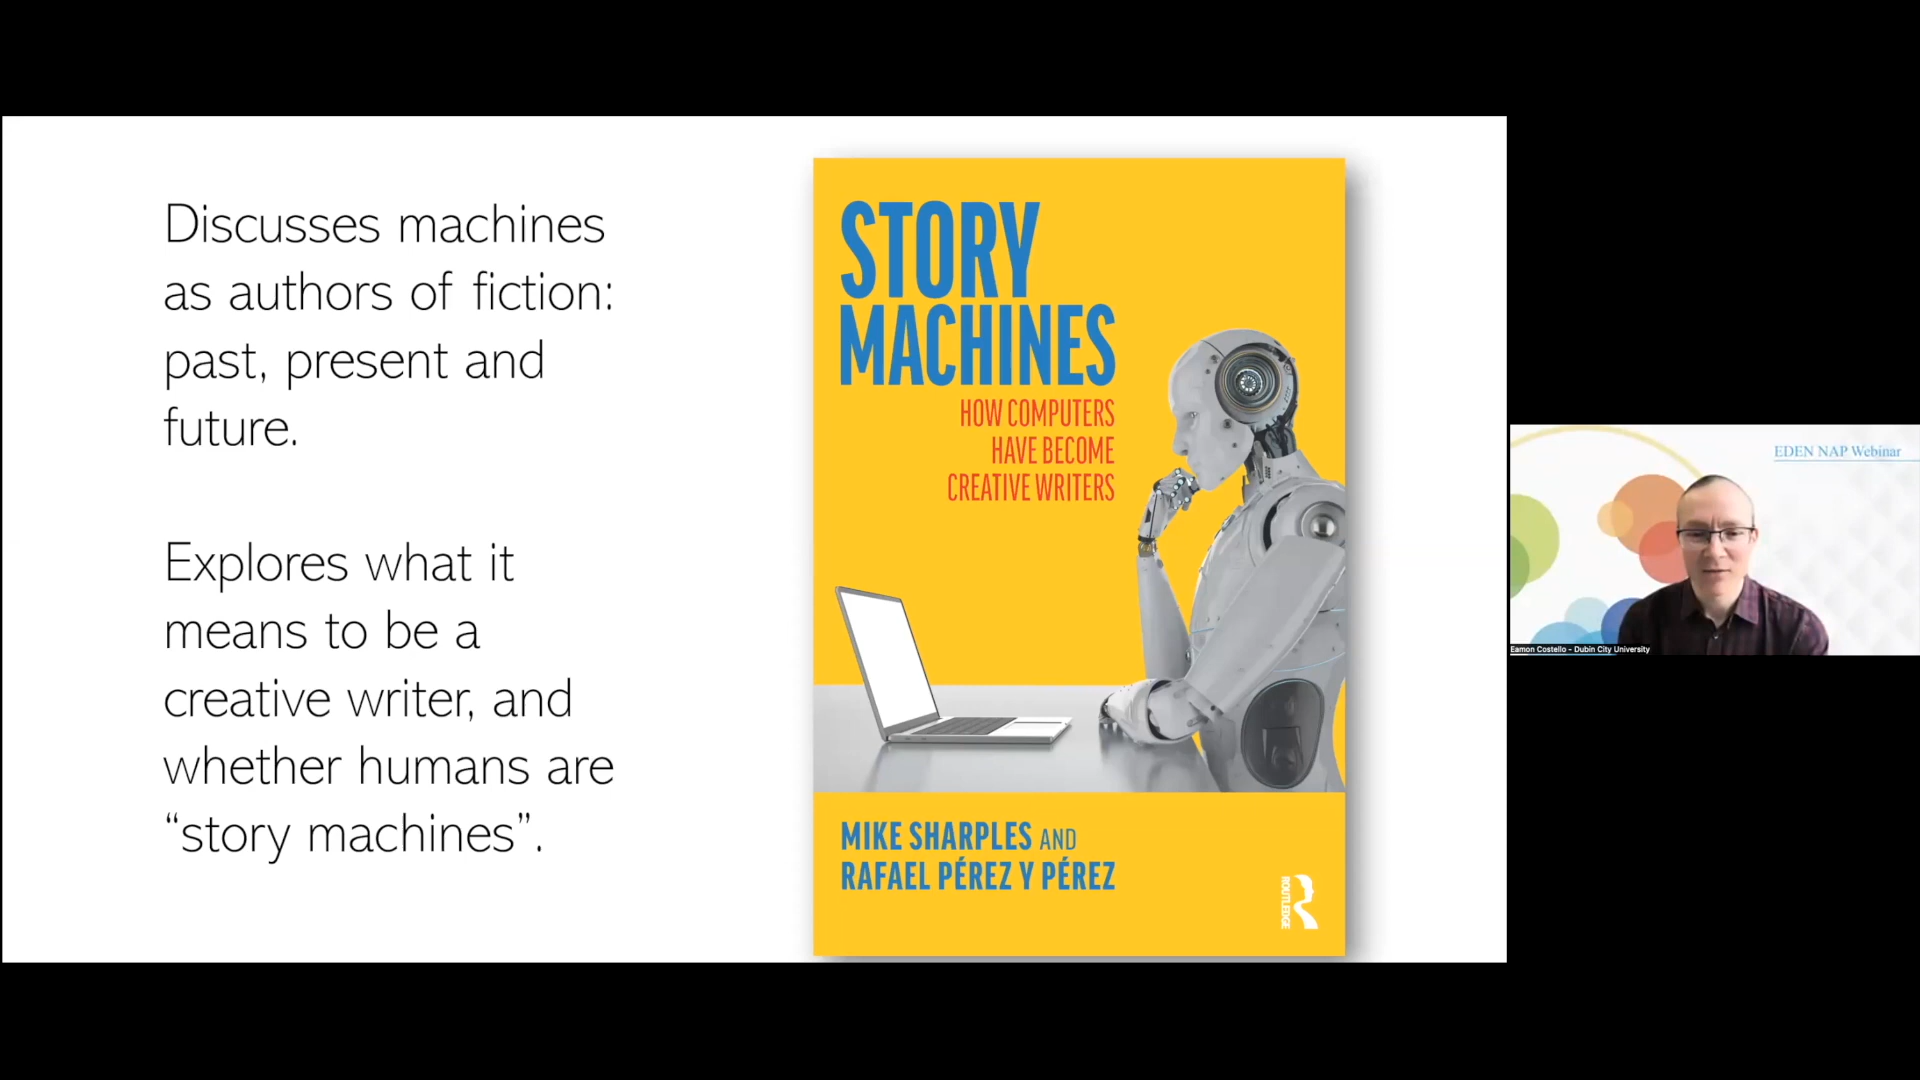 Discusses machines
as authors of fiction:
past, present and
future.
Explores what it
means to be a
creative writer, and
whether humans are
“story machines”.
STORY
MACHINES
HOW COMPUTERS
HAVE BECOME
CREATIVE WRITERS
MIKE SHARPLES AND
RAFAEL PÉREZ Y PÉREZ
ROUTLEDGE
EDEN NAP Webinar
Eamon Costello - Dubin City University